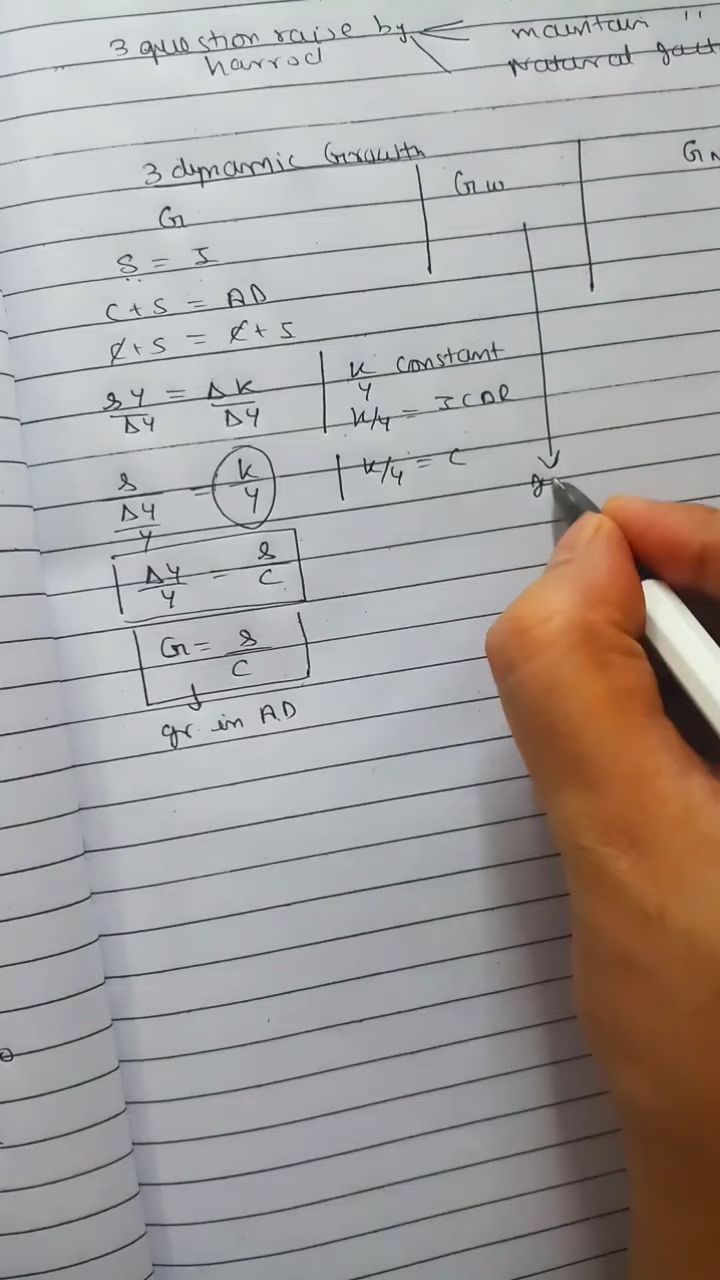 3 question raise by maintain "
harrod Natural
3 dynamic Growth
G Gw G
S = I
C+S = AD
C+S = C+S
sY/ΔY = ΔK/ΔY K/Y constant
K/Y = ICOR
s/(ΔY/Y) = K/Y K/Y = C
ΔY/Y = s/C
G = s/C
gr. in AD